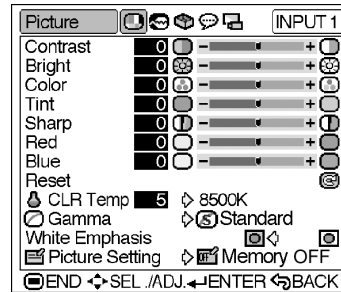 Picture INPUT 1
Contrast 0 - +
Bright 0 - +
Color 0 - +
Tint 0 - +
Sharp 0 - +
Red 0 - +
Blue 0 - +
Reset
CLR Temp 5 8500K
Gamma S Standard
White Emphasis
Picture Setting Memory OFF
END SEL./ADJ. ENTER BACK